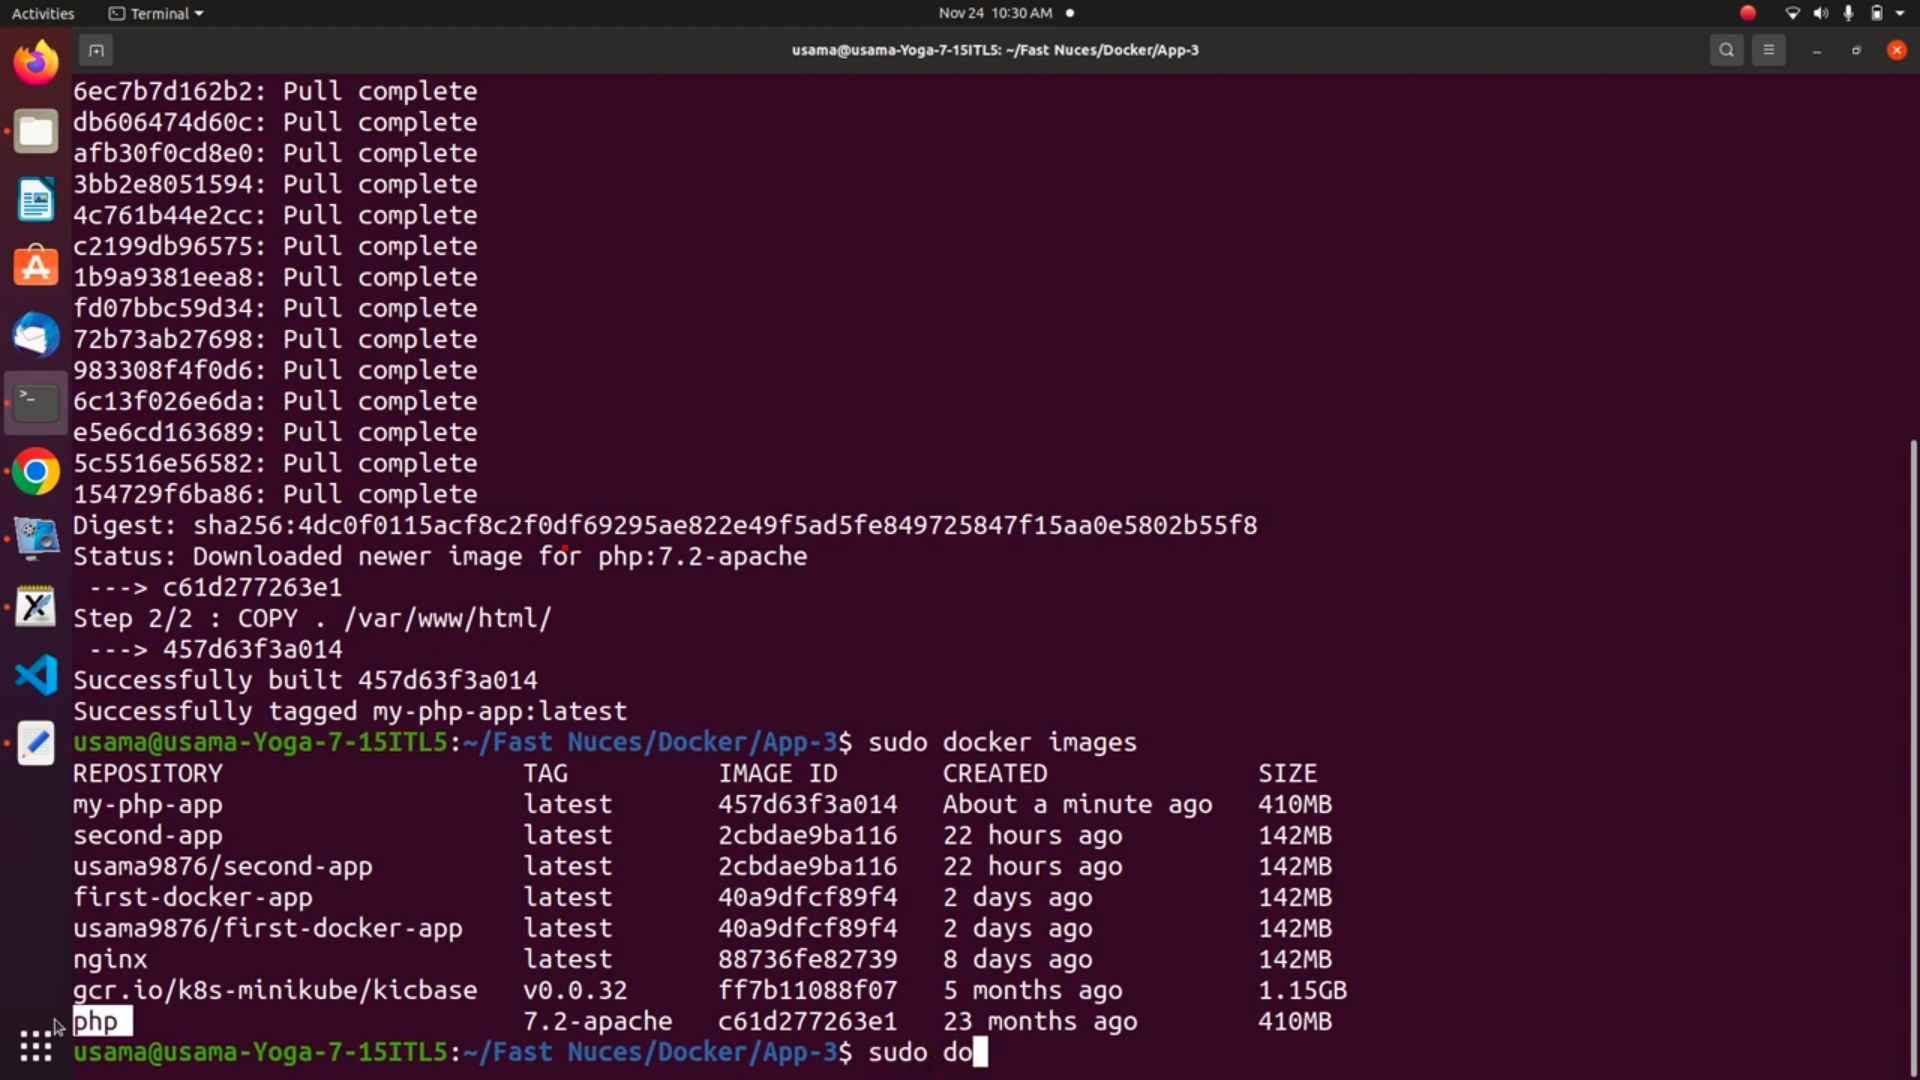 Activities
Terminal
Nov 24 10:30 AM
usama@usama-Yoga-7-15ITL5: ~/Fast Nuces/Docker/App-3
6ec7b7d162b2: Pull complete
db606474d60c: Pull complete
afb30f0cd8e0: Pull complete
3bb2e8051594: Pull complete
4c761b44e2cc: Pull complete
c2199db96575: Pull complete
1b9a9381eea8: Pull complete
fd07bbc59d34: Pull complete
72b73ab27698: Pull complete
983308f4f0d6: Pull complete
6c13f026e6da: Pull complete
e5e6cd163689: Pull complete
5c5516e56582: Pull complete
154729f6ba86: Pull complete
Digest: sha256:4dc0f0115acf8c2f0df69295ae822e49f5ad5fe849725847f15aa0e5802b55f8
Status: Downloaded newer image for php:7.2-apache
---> c61d277263e1
Step 2/2 : COPY . /var/www/html/
---> 457d63f3a014
Successfully built 457d63f3a014
Successfully tagged my-php-app:latest
usama@usama-Yoga-7-15ITL5:~/Fast Nuces/Docker/App-3$ sudo docker images
REPOSITORY TAG IMAGE ID CREATED SIZE
my-php-app latest 457d63f3a014 About a minute ago 410MB
second-app latest 2cbdae9ba116 22 hours ago 142MB
usama9876/second-app latest 2cbdae9ba116 22 hours ago 142MB
first-docker-app latest 40a9dfcf89f4 2 days ago 142MB
usama9876/first-docker-app latest 40a9dfcf89f4 2 days ago 142MB
nginx latest 88736fe82739 8 days ago 142MB
gcr.io/k8s-minikube/kicbase v0.0.32 ff7b11088f07 5 months ago 1.15GB
php 7.2-apache c61d277263e1 23 months ago 410MB
usama@usama-Yoga-7-15ITL5:~/Fast Nuces/Docker/App-3$ sudo do